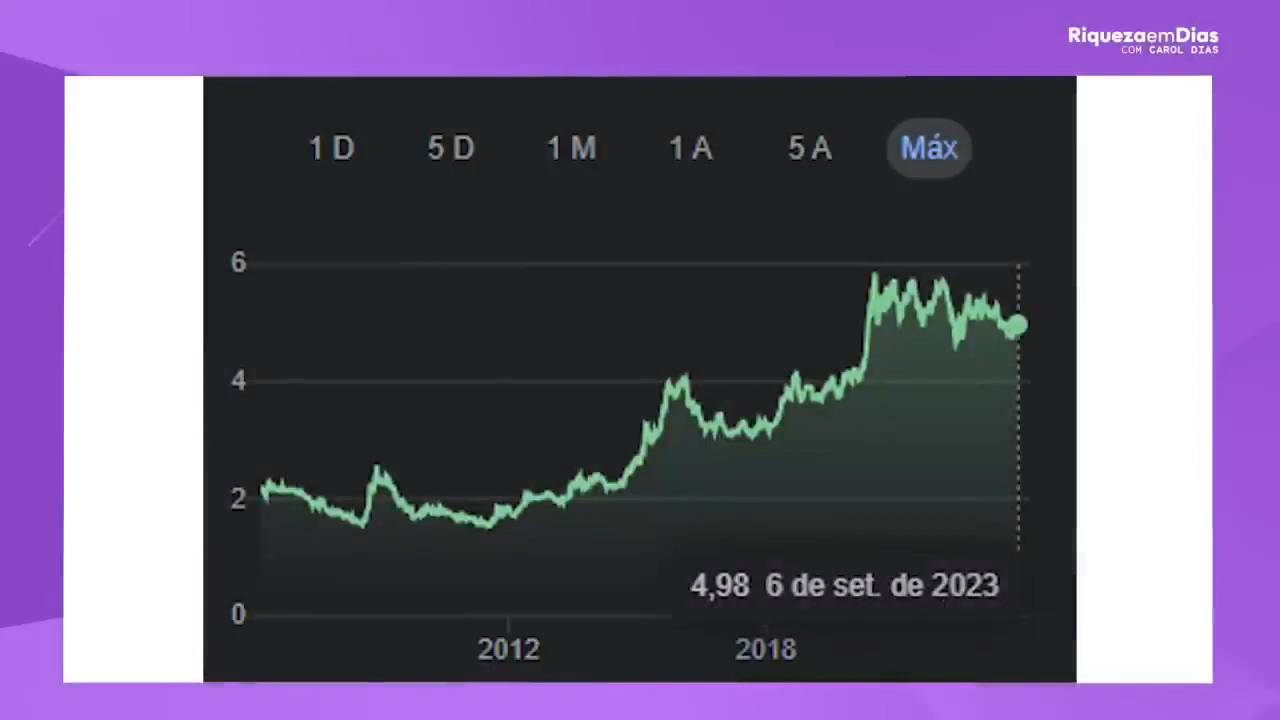 RiquezaemDias
COM CAROL DIAS
1 D 5 D 1 M 1 A 5 A Máx
6
4
2
0
4,98 6 de set. de 2023
2012 2018